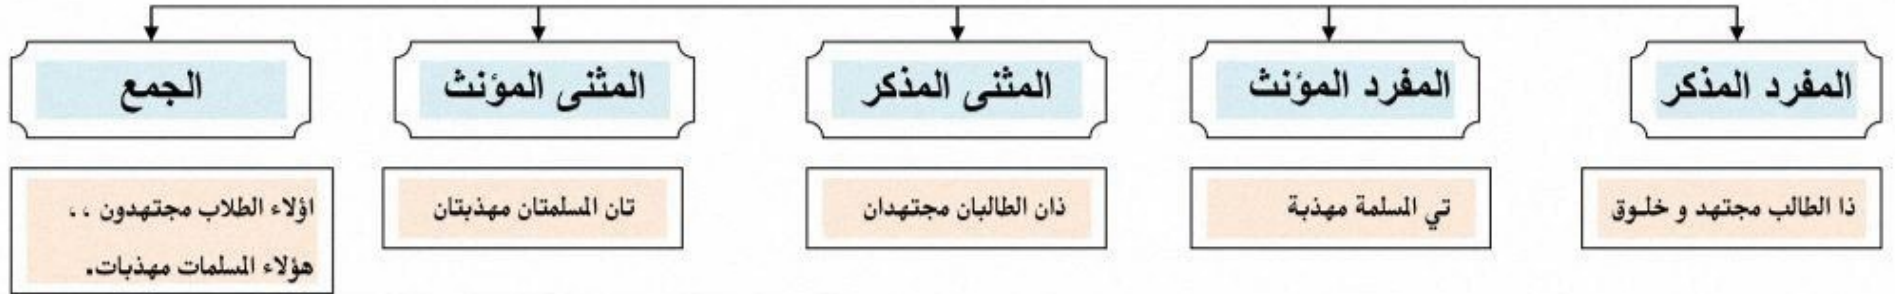 المفرد المذكر
المفرد المؤنث
المثنى المذكر
المثنى المؤنث
الجمع
ذا الطالب مجتهد و خلوق
تي المسلمة مهذبة
ذان الطالبان مجتهدان
تان المسلمتان مهذبتان
اؤلاء الطلاب مجتهدون ،،
هؤلاء المسلمات مهذبات.